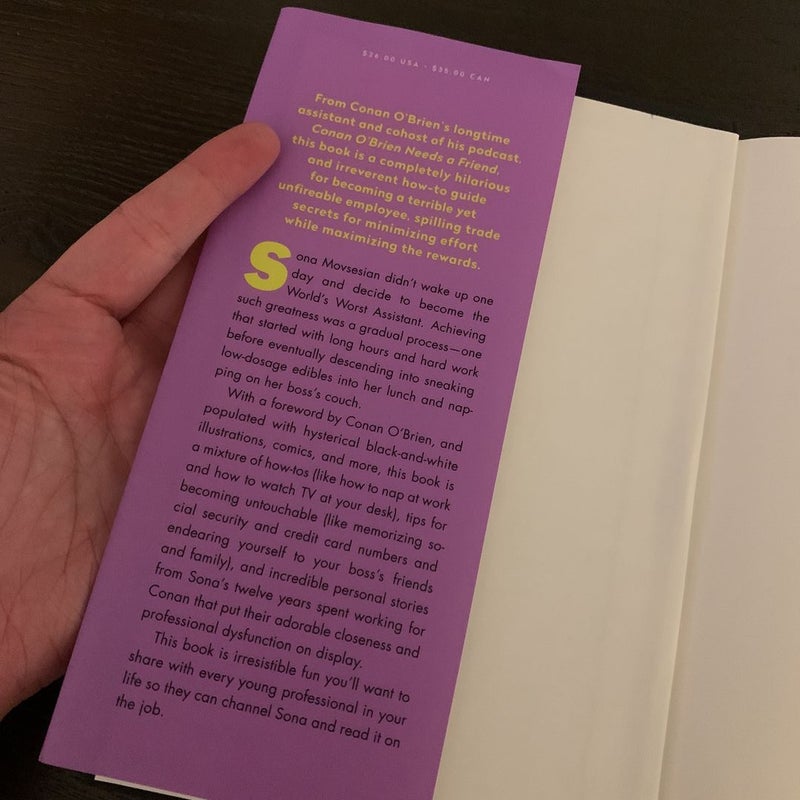 $26.00 USA - $35.00 CAN
From Conan O'Brien's longtime
assistant and cohost of his podcast,
Conan O'Brien Needs a Friend,
this book is a completely hilarious
and irreverent how-to guide
for becoming a terrible yet
unfireable employee, spilling trade
secrets for minimizing effort
while maximizing the rewards.
Sona Movsesian didn't wake up one
day and decide to become the
World's Worst Assistant. Achieving
such greatness was a gradual process—one
that started with long hours and hard work
before eventually descending into sneaking
low-dosage edibles into her lunch and nap-
ping on her boss's couch.
With a foreword by Conan O'Brien, and
populated with hysterical black-and-white
illustrations, comics, and more, this book is
a mixture of how-tos (like how to nap at work
and how to watch TV at your desk), tips for
becoming untouchable (like memorizing so-
cial security and credit card numbers and
endearing yourself to your boss's friends
and family), and incredible personal stories
from Sona's twelve years spent working for
Conan that put their adorable closeness and
professional dysfunction on display.
This book is irresistible fun you'll want to
share with every young professional in your
life so they can channel Sona and read it on
the job.